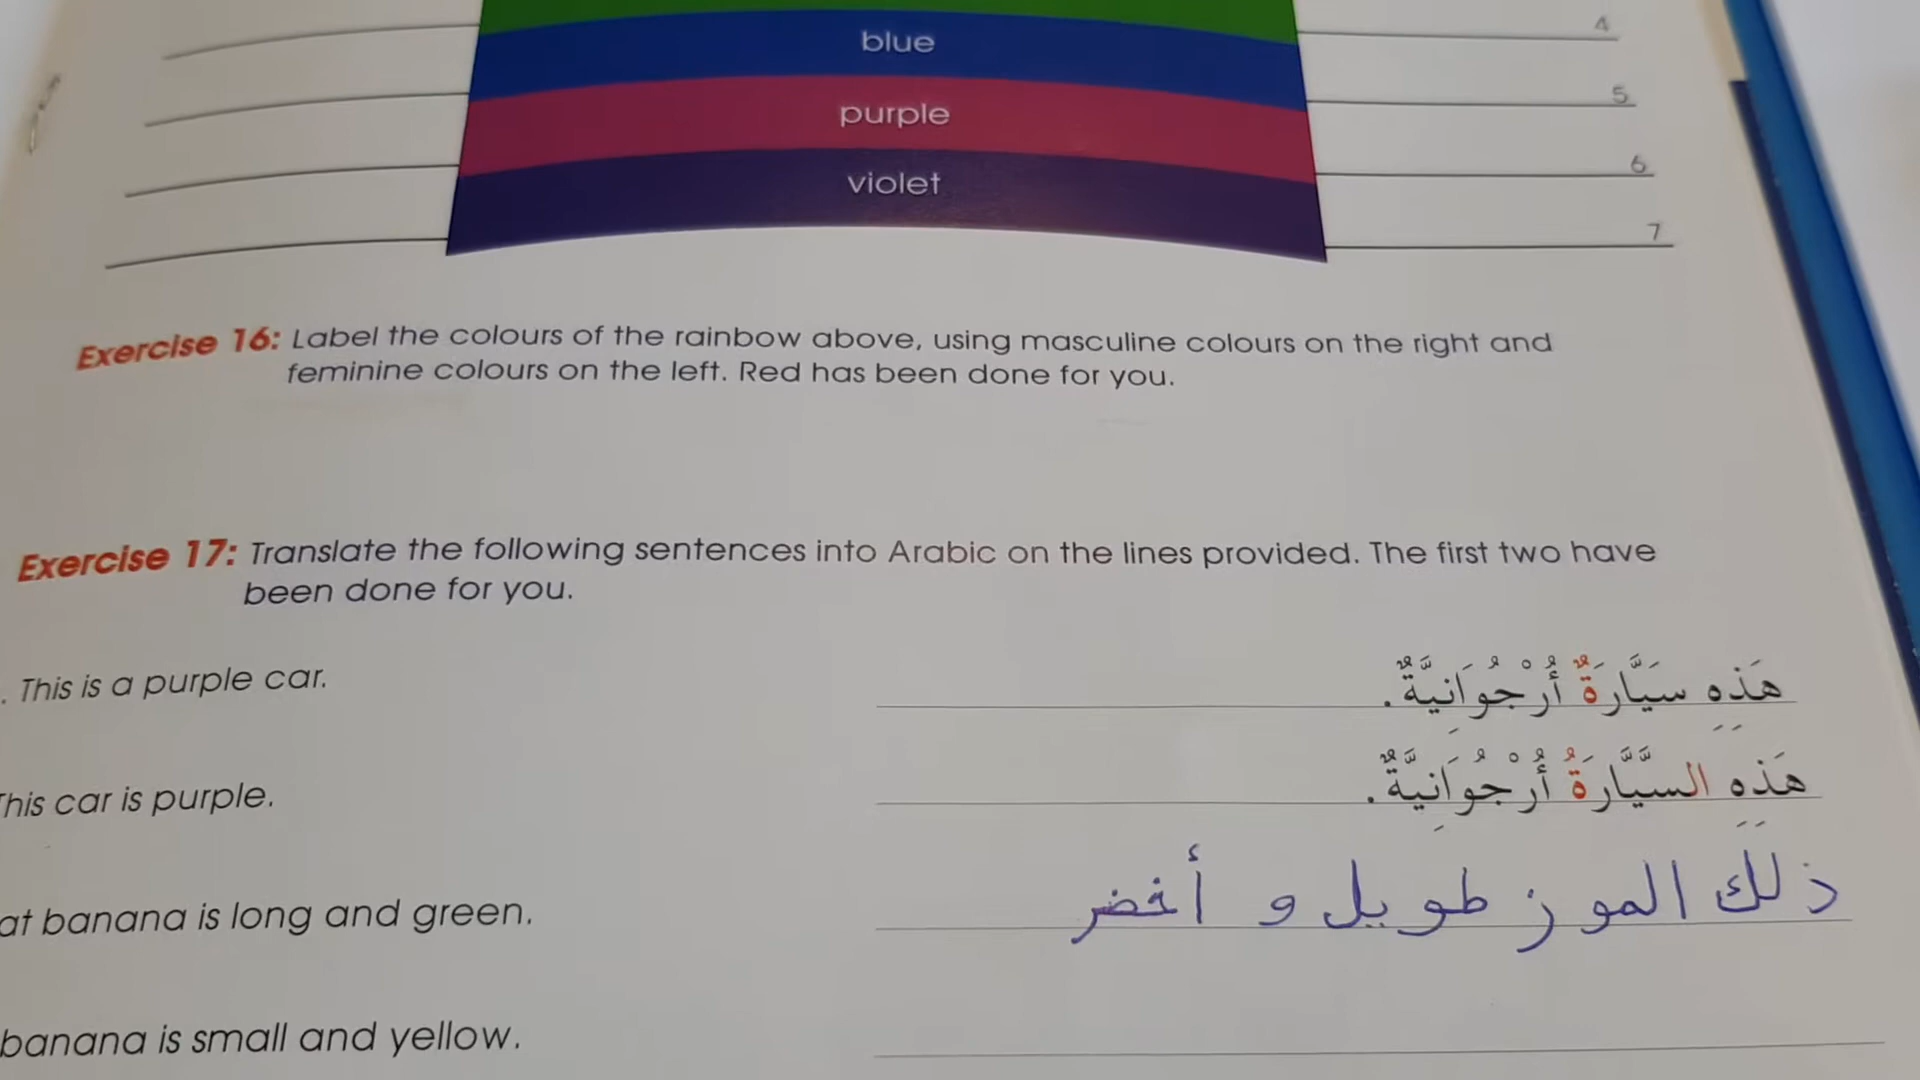 4
blue
5
purple
6
violet
7
Exercise 16: Label the colours of the rainbow above, using masculine colours on the right and
feminine colours on the left. Red has been done for you.
Exercise 17: Translate the following sentences into Arabic on the lines provided. The first two have
been done for you.
. This is a purple car.
هَذِهِ سَيَّارَةٌ أُرْجُوَانِيَّةٌ .
This car is purple.
هَذِهِ السَّيَّارَةُ أُرْجُوَانِيَّةٌ .
at banana is long and green.
ذلك الموز طويل و أخضر
banana is small and yellow.